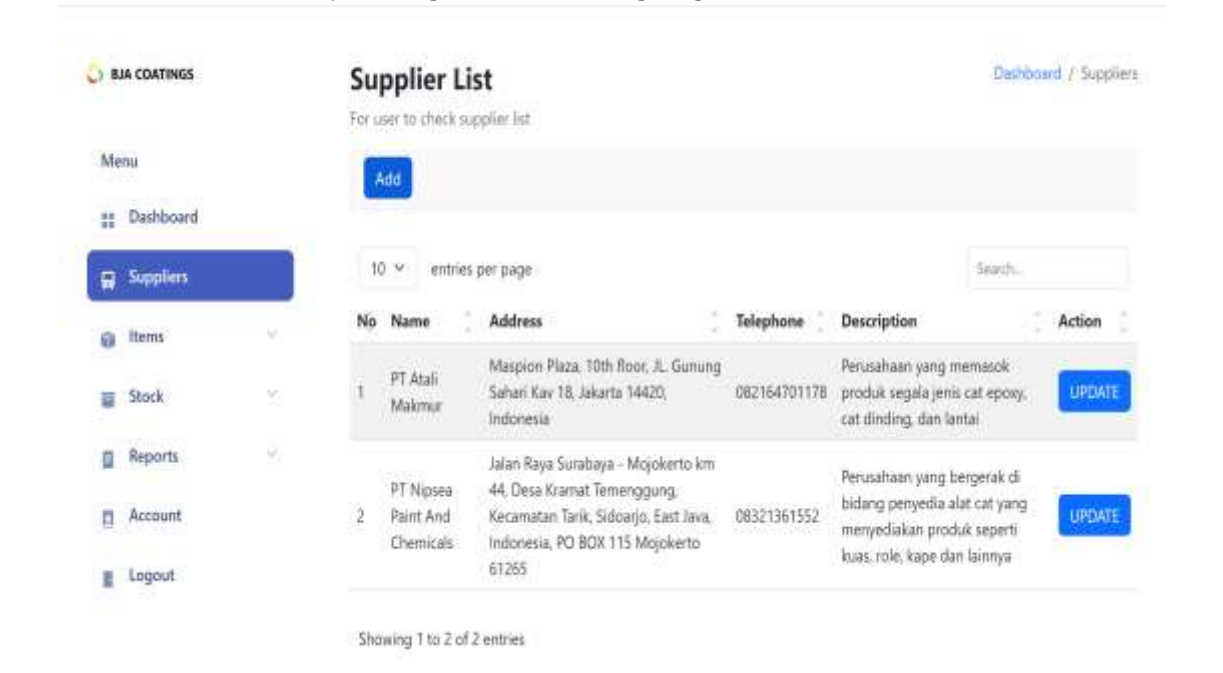 BJA COATINGS
Supplier List
Dashboard / Suppliers
For user to check supplier list
Menu
Add
Dashboard
Suppliers
10 entries per page
Search...
Items
No Name Address Telephone Description Action
Stock
1 PT Atali Makmur
Maspion Plaza, 10th floor, JL. Gunung
Sahari Kav 18, Jakarta 14420,
Indonesia
082164701178
Perusahaan yang memasok
produk segala jenis cat epoxy,
cat dinding, dan lantai
UPDATE
Reports
2 PT Nipsea
Paint And
Chemicals
Jalan Raya Surabaya - Mojokerto km
44, Desa Kramat Temenggung,
Kecamatan Tarik, Sidoarjo, East Java,
Indonesia, PO BOX 115 Mojokerto
61265
08321361552
Perusahaan yang bergerak di
bidang penyedia alat cat yang
menyediakan produk seperti
kuas, role, kape dan lainnya
UPDATE
Account
Logout
Showing 1 to 2 of 2 entries